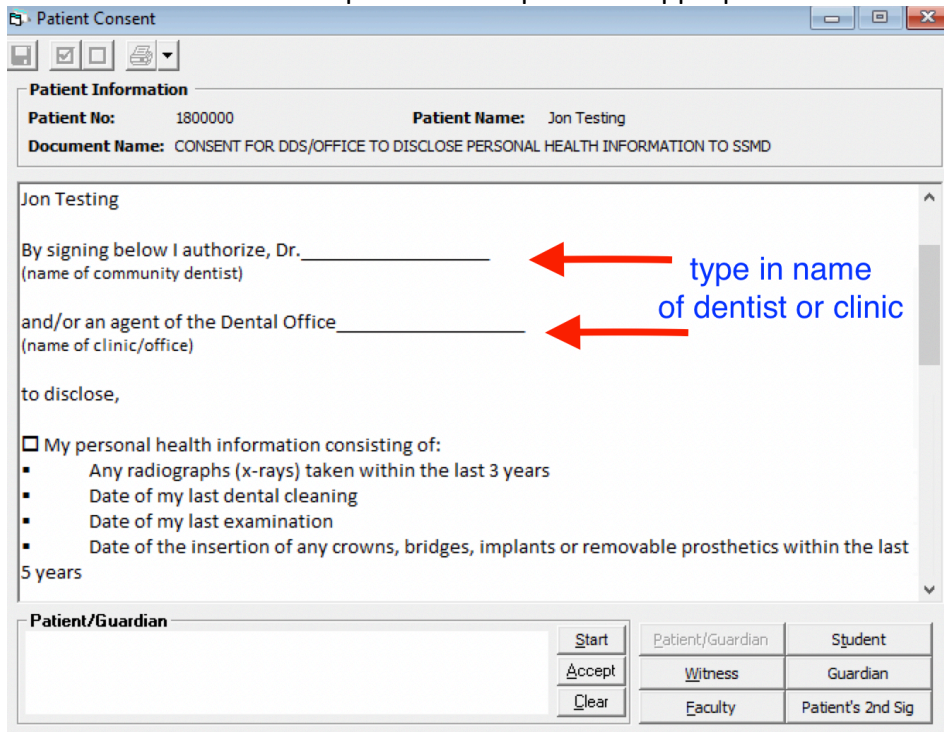 Patient Consent
Patient Information
Patient No: 1800000 Patient Name: Jon Testing
Document Name: CONSENT FOR DDS/OFFICE TO DISCLOSE PERSONAL HEALTH INFORMATION TO SSMD
Jon Testing
By signing below I authorize, Dr.____________________
(name of community dentist)
type in name
of dentist or clinic
and/or an agent of the Dental Office____________________
(name of clinic/office)
to disclose,
☐ My personal health information consisting of:
▪ Any radiographs (x-rays) taken within the last 3 years
▪ Date of my last dental cleaning
▪ Date of my last examination
▪ Date of the insertion of any crowns, bridges, implants or removable prosthetics within the last
5 years
Patient/Guardian
Start
Accept
Clear
Patient/Guardian Student
Witness Guardian
Faculty Patient's 2nd Sig